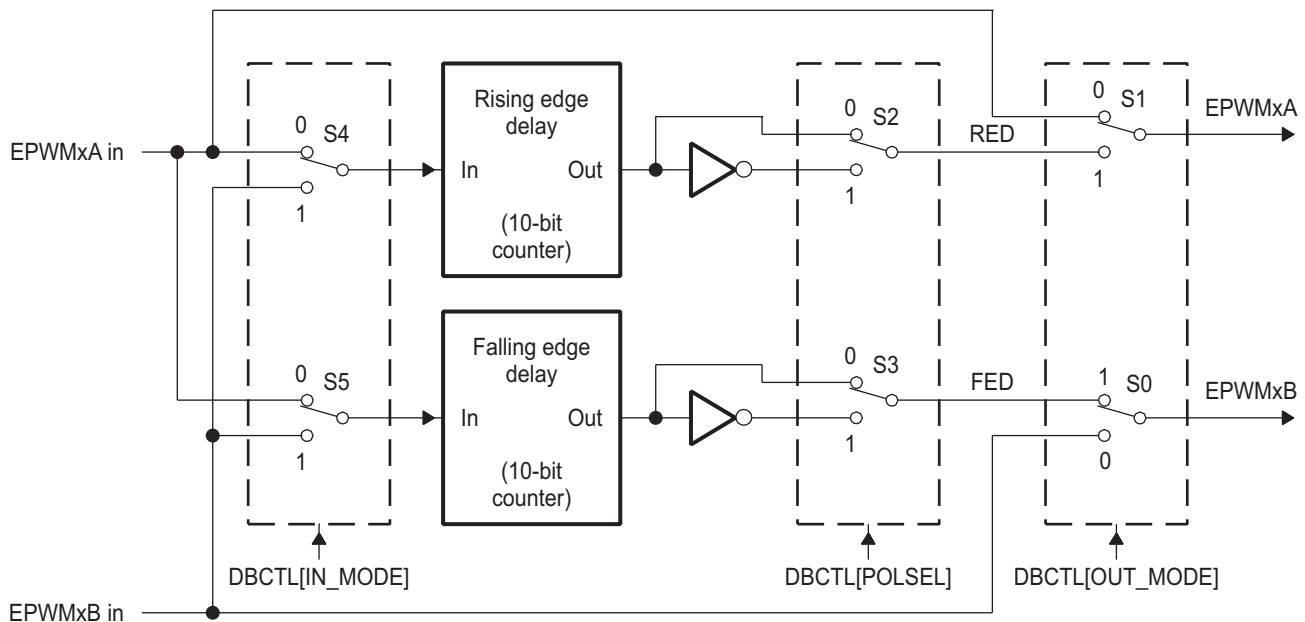 0
S4
1
EPWMxA in
Rising edge
delay
In
Out
(10-bit
counter)
0
S2
1
RED
0
S1
1
EPWMxA
0
S5
1
Falling edge
delay
In
Out
(10-bit
counter)
0
S3
1
FED
1
S0
0
EPWMxB
DBCTL[IN_MODE]
DBCTL[POLSEL]
DBCTL[OUT_MODE]
EPWMxB in